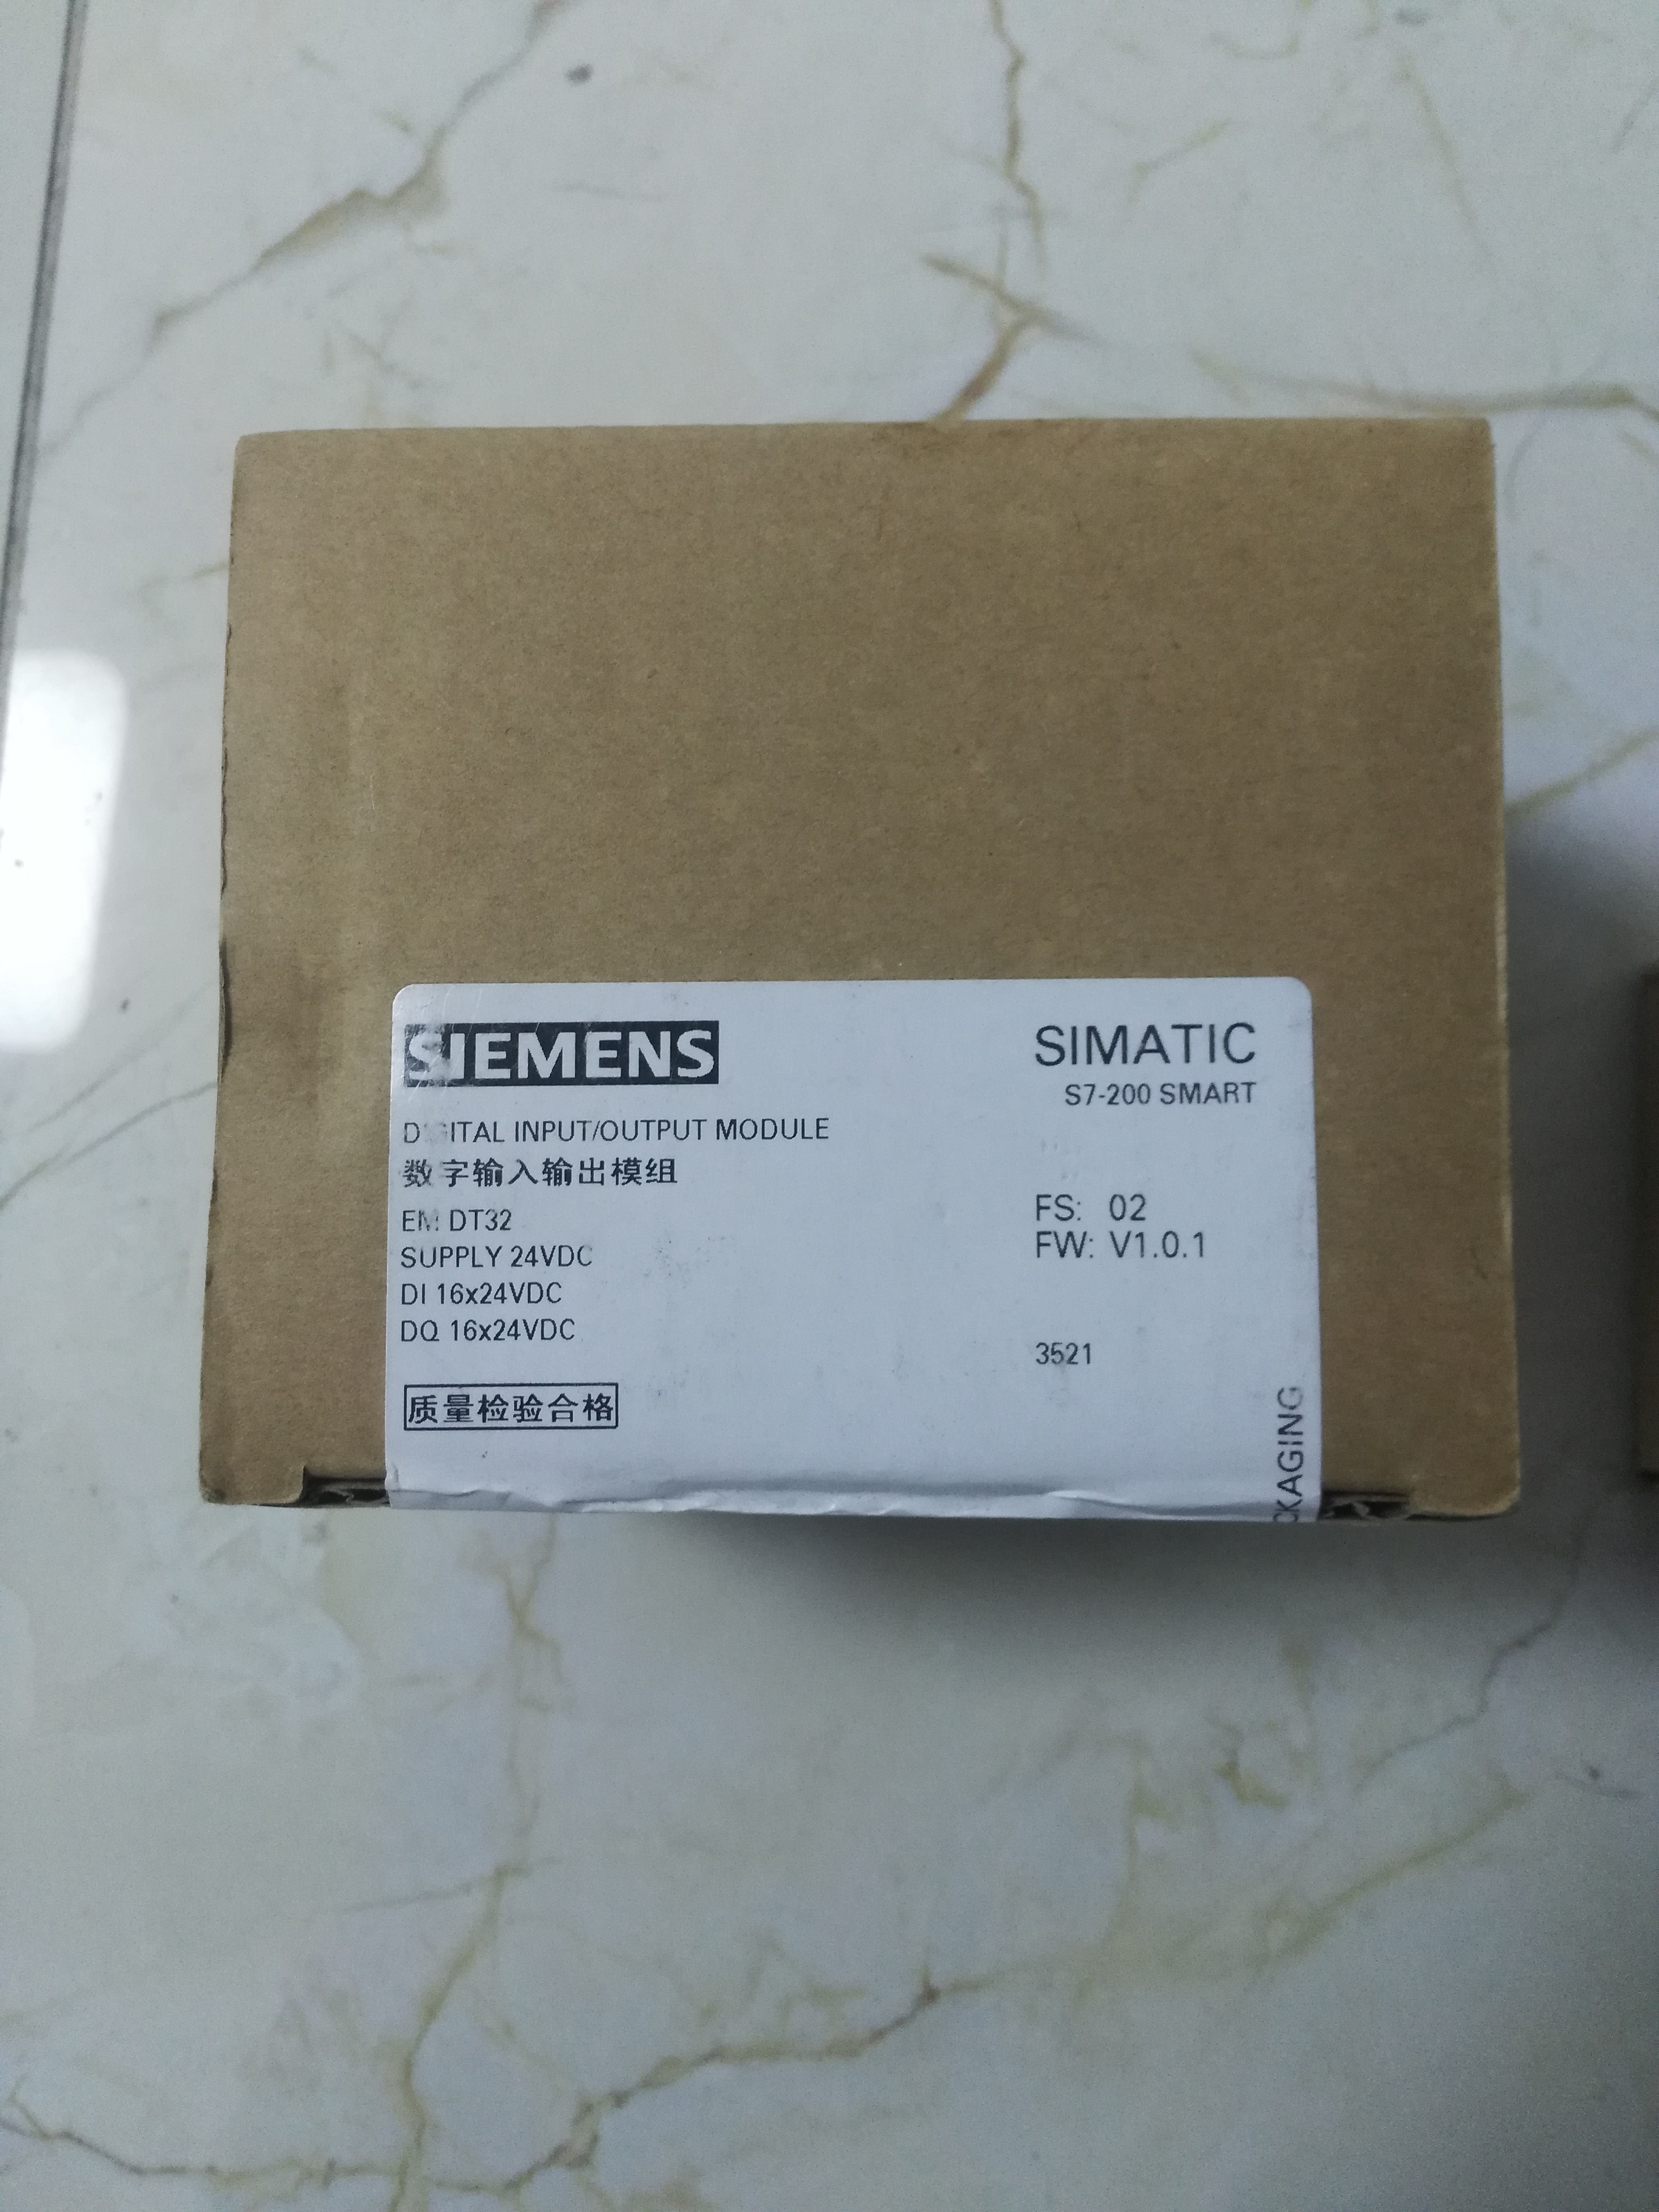 SIEMENS
SIMATIC
S7-200 SMART
DIGITAL INPUT/OUTPUT MODULE
数字输入输出模组
EM DT32
SUPPLY 24VDC
DI 16x24VDC
DQ 16x24VDC
FS: 02
FW: V1.0.1
3521
质量检验合格
CKAGING